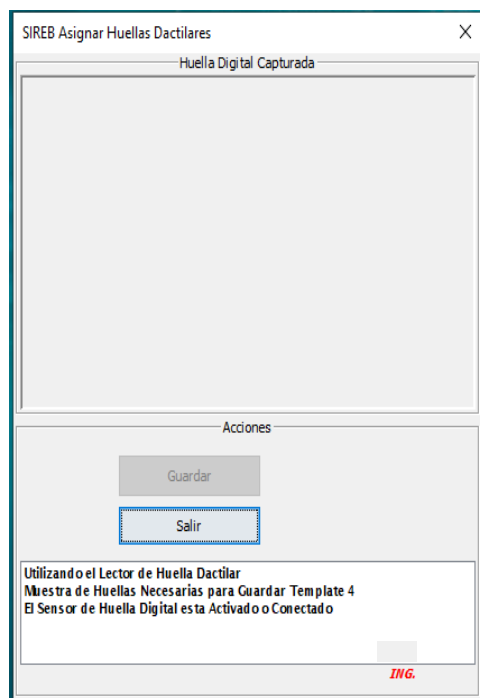 SIREB Asignar Huellas Dactilares
Huella Digital Capturada
Acciones
Guardar
Salir
Utilizando el Lector de Huella Dactilar
Muestra de Huellas Necesarias para Guardar Template 4
El Sensor de Huella Digital esta Activado o Conectado
ING.